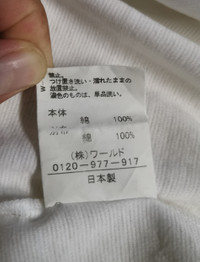 禁止。
つけ置き洗い・濡れたままの
放置禁止。
濃色のものは、単品洗い。
本体
綿 100%
別布
綿 100%
(株)ワールド
0120-977-917
日本製